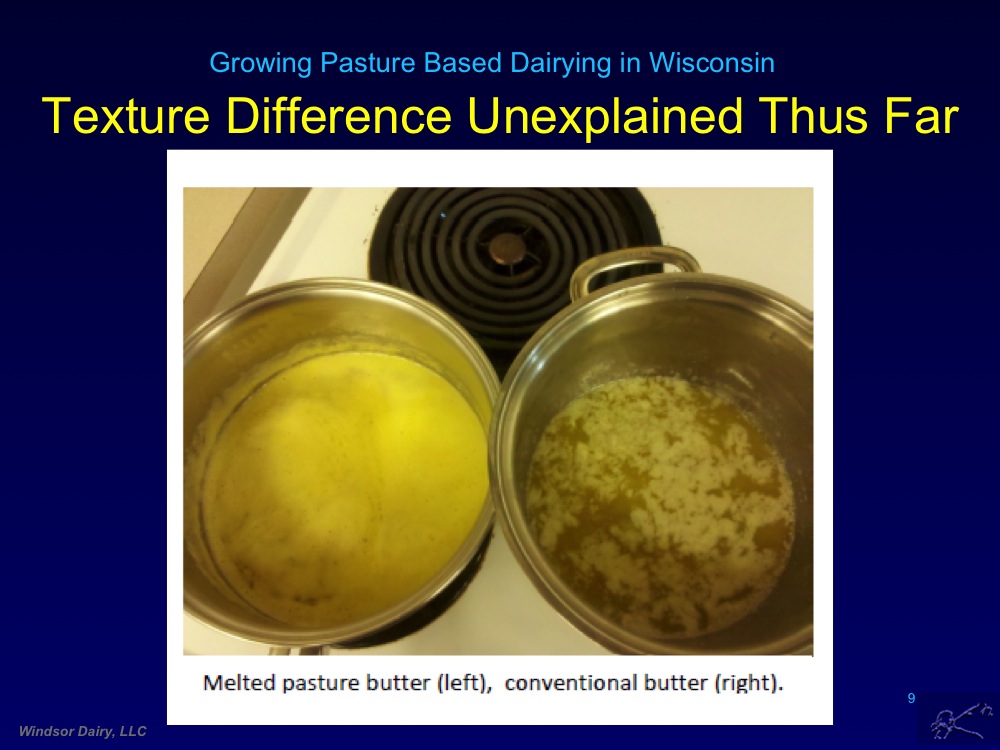 Growing Pasture Based Dairying in Wisconsin
Texture Difference Unexplained Thus Far
Melted pasture butter (left),  conventional butter (right).
9
Windsor Dairy, LLC